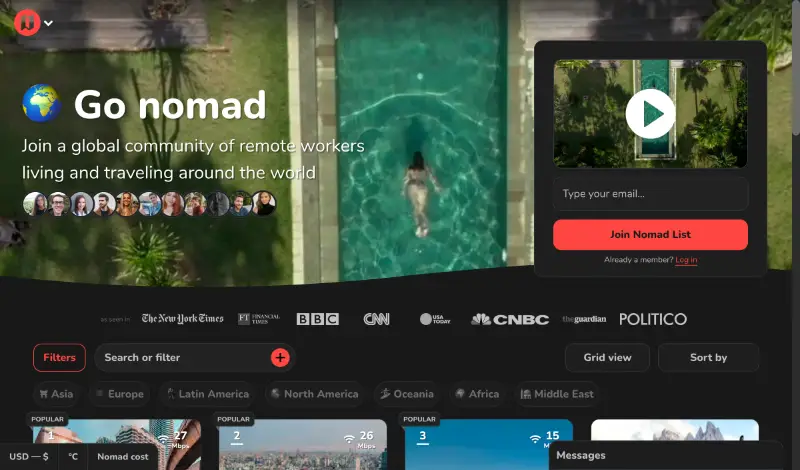 Go nomad
Join a global community of remote workers
living and traveling around the world
Type your email...
Join Nomad List
Already a member? Log in
as seen in
The New York Times
FT FINANCIAL TIMES
BBC
CNN
USA TODAY
CNBC
the guardian
POLITICO
Filters
Search or filter
Grid view
Sort by
Asia
Europe
Latin America
North America
Oceania
Africa
Middle East
POPULAR
1
27
Mbps
POPULAR
2
26
Mbps
POPULAR
3
15
Mbps
USD — $
°C
Nomad cost
Messages